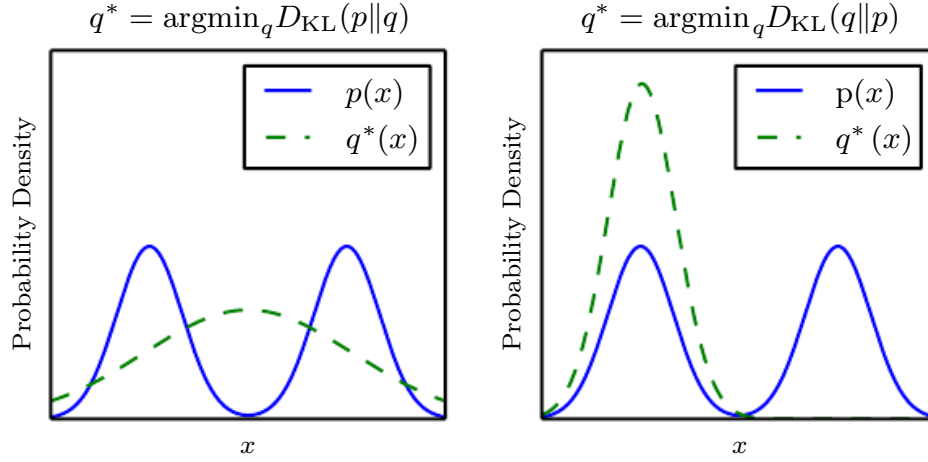 q* = argmin_q D_KL(p‖q)
p(x)
q*(x)
Probability Density
x
q* = argmin_q D_KL(q‖p)
p(x)
q*(x)
Probability Density
x